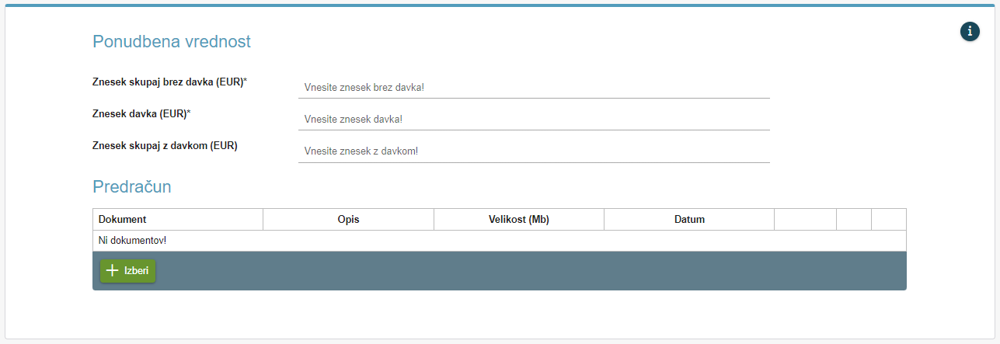 Ponudbena vrednost
Znesek skupaj brez davka (EUR)*
Vnesite znesek brez davka!
Znesek davka (EUR)*
Vnesite znesek davka!
Znesek skupaj z davkom (EUR)
Vnesite znesek z davkom!
Predračun
Dokument Opis Velikost (Mb) Datum
Ni dokumentov!
Izberi